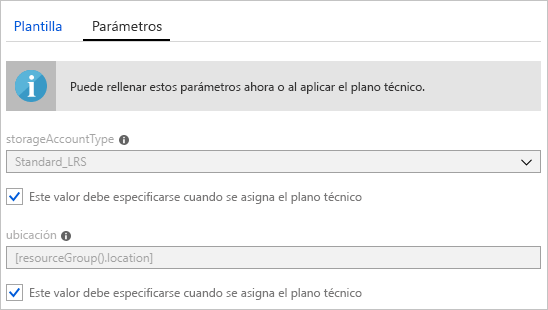 Plantilla Parámetros
Puede rellenar estos parámetros ahora o al aplicar el plano técnico.
storageAccountType
Standard_LRS
Este valor debe especificarse cuando se asigna el plano técnico
ubicación
[resourceGroup().location]
Este valor debe especificarse cuando se asigna el plano técnico